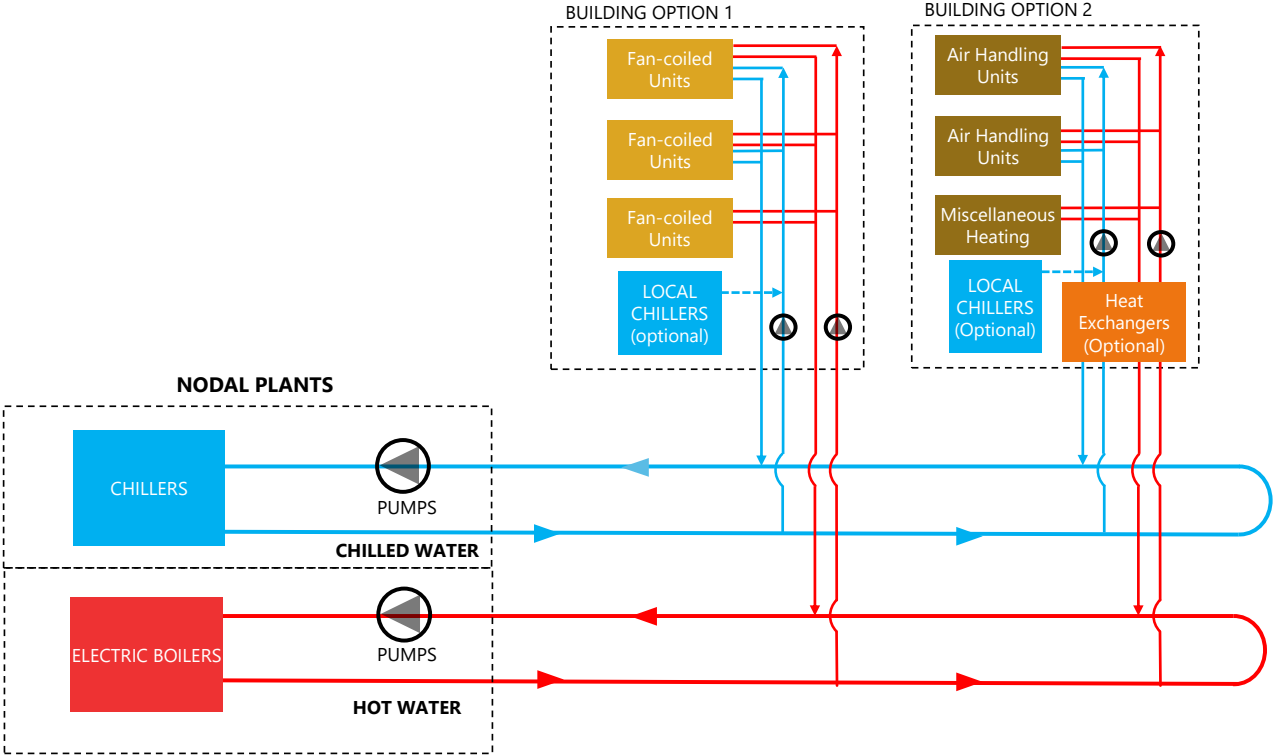 BUILDING OPTION 1
Fan-coiled
Units
Fan-coiled
Units
Fan-coiled
Units
LOCAL
CHILLERS
(optional)
BUILDING OPTION 2
Air Handling
Units
Air Handling
Units
Miscellaneous
Heating
LOCAL
CHILLERS
(Optional)
Heat
Exchangers
(Optional)
NODAL PLANTS
CHILLERS
PUMPS
CHILLED WATER
ELECTRIC BOILERS
PUMPS
HOT WATER